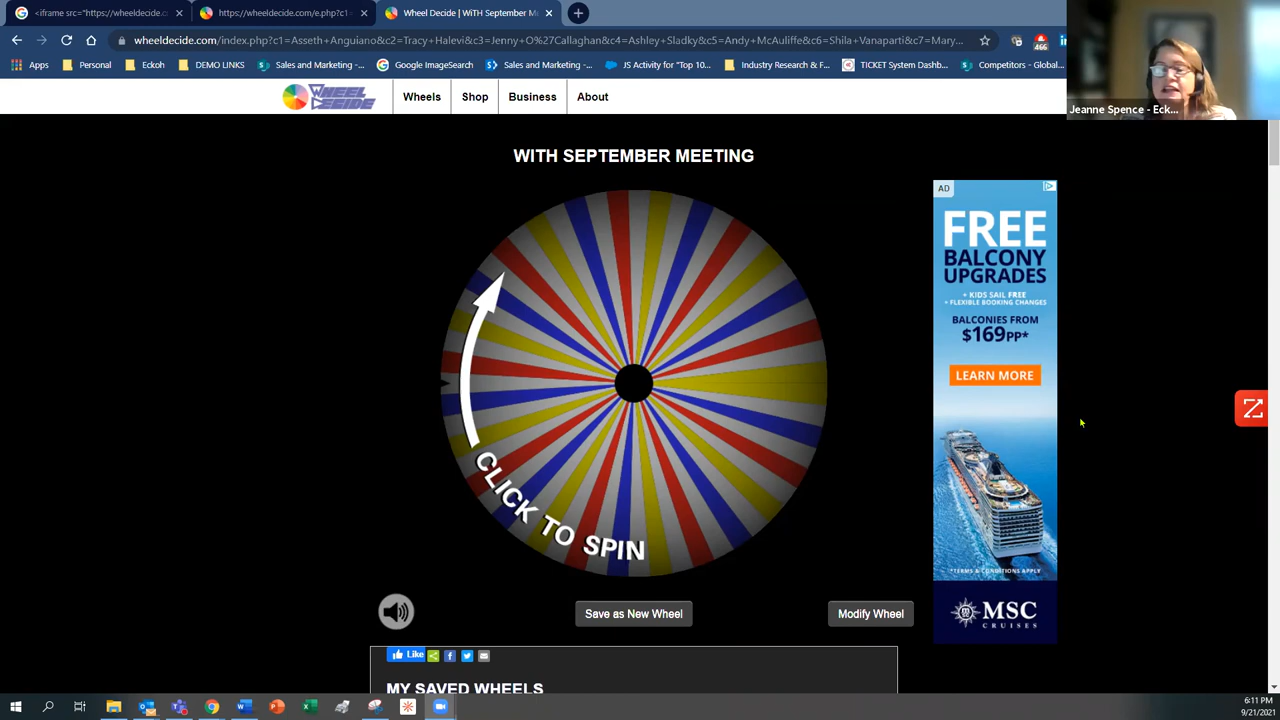 <iframe src="https://wheeldecide.c
https://wheeldecide.com/e.php?c1=
Wheel Decide | WiTH September M
wheeldecide.com/index.php?c1=Asseth+Anguiano&c2=Tracy+Halevi&c3=Jenny+O%27Callaghan&c4=Ashley+Sladky&c5=Andy+McAuliffe&c6=Shila+Vanaparti&c7=Mary...
466
Apps
Personal
Eckoh
DEMO LINKS
Sales and Marketing -...
Google ImageSearch
Sales and Marketing -...
JS Activity for "Top 10...
Industry Research & F...
TICKET System Dashb...
Competitors - Global...
Jeanne Spence - Eck...
WHEEL DECIDE
Wheels
Shop
Business
About
WITH SEPTEMBER MEETING
CLICK TO SPIN
AD
FREE
BALCONY
UPGRADES
+ KIDS SAIL FREE
+ FLEXIBLE BOOKING CHANGES
BALCONIES FROM
$169PP*
LEARN MORE
*TERMS & CONDITIONS APPLY
MSC
CRUISES
Save as New Wheel
Modify Wheel
Like
MY SAVED WHEELS
6:11 PM
9/21/2021